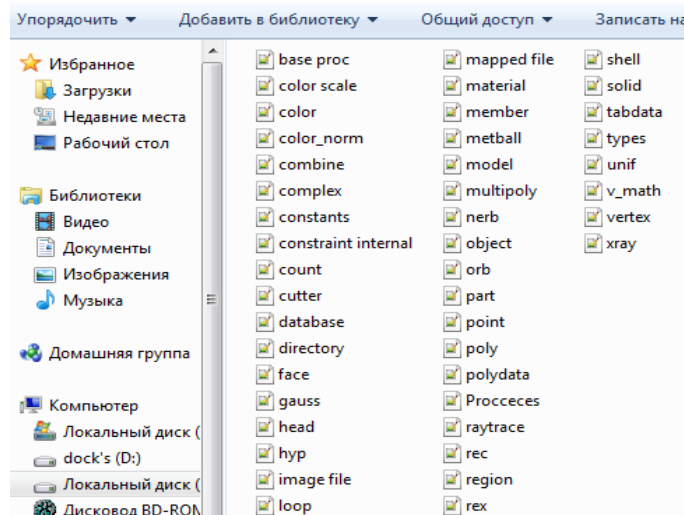 Упорядочить Добавить в библиотеку Общий доступ Записать на
Избранное
Загрузки
Недавние места
Рабочий стол
Библиотеки
Видео
Документы
Изображения
Музыка
Домашняя группа
Компьютер
Локальный диск (
dock's (D:)
Локальный диск (
Дисковод BD-ROM
base proc
color scale
color
color_norm
combine
complex
constants
constraint internal
count
cutter
database
directory
face
gauss
head
hyp
image file
loop
mapped file
material
member
metball
model
multipoly
nerb
object
orb
part
point
poly
polydata
Procceces
raytrace
rec
region
rex
shell
solid
tabdata
types
unif
v_math
vertex
xray